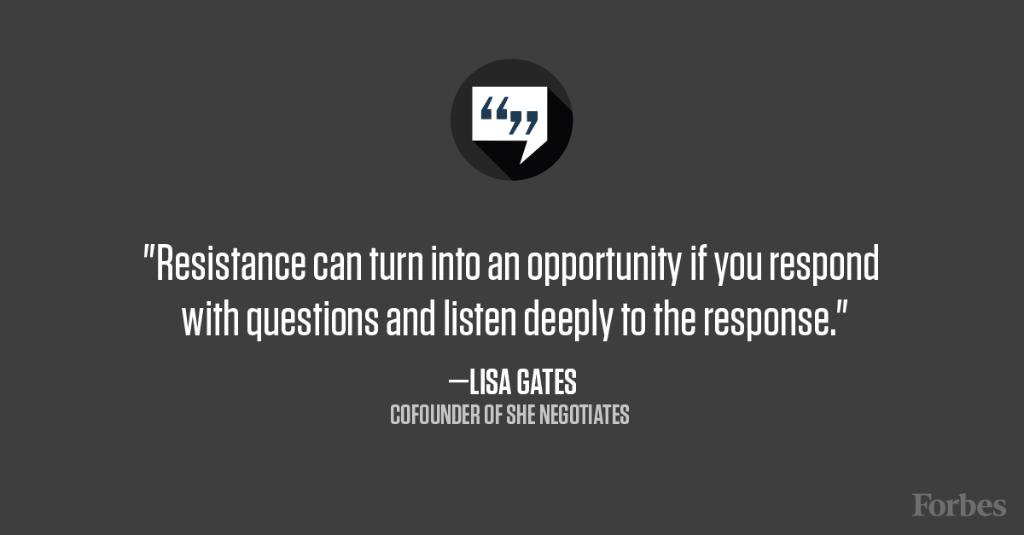 "Resistance can turn into an opportunity if you respond
with questions and listen deeply to the response."
—LISA GATES
COFOUNDER OF SHE NEGOTIATES
Forbes